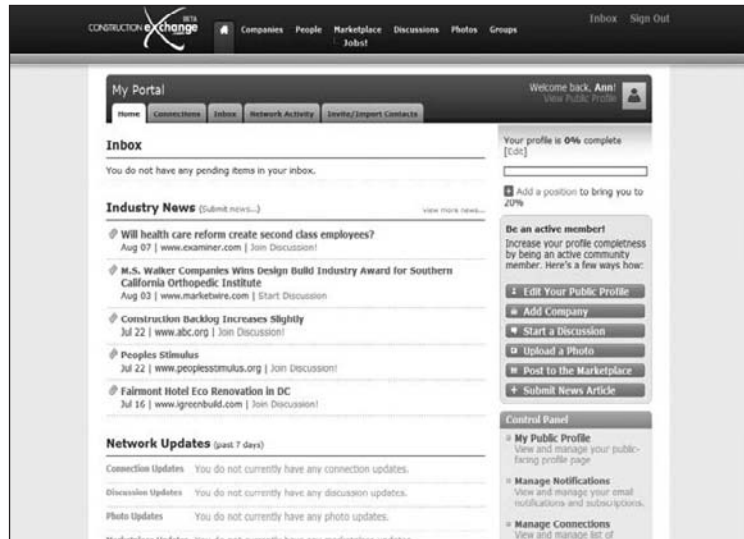 Inbox Sign Out
CONSTRUCTION eXchange BETA
Companies People Marketplace Discussions Photos Groups
Jobs!
My Portal
Welcome back, Ann!
View Public Profile
Home Connections Inbox Network Activity Invite/Import Contacts
Inbox
You do not have any pending items in your inbox.
Industry News (Submit news...) view more news...
Will health care reform create second class employees?
Aug 07 | www.examiner.com | Join Discussion!
M.S. Walker Companies Wins Design Build Industry Award for Southern
California Orthopedic Institute
Aug 03 | www.marketwire.com | Start Discussion
Construction Backlog Increases Slightly
Jul 22 | www.abc.org | Join Discussion!
Peoples Stimulus
Jul 22 | www.peoplesstimulus.org | Join Discussion!
Fairmont Hotel Eco Renovation in DC
Jul 16 | www.igreenbuild.com | Join Discussion!
Network Updates (past 7 days)
Connection Updates You do not currently have any connection updates.
Discussion Updates You do not currently have any discussion updates.
Photo Updates You do not currently have any photo updates.
Your profile is 0% complete
[Edit]
Add a position to bring you to
20%
Be an active member!
Increase your profile completness
by being an active community
member. Here's a few ways how:
Edit Your Public Profile
Add Company
Start a Discussion
Upload a Photo
Post to the Marketplace
+ Submit News Article
Control Panel
My Public Profile
View and manage your public-
facing profile page
Manage Notifications
View and manage your email
notifications and subscriptions.
Manage Connections
View and manage list of